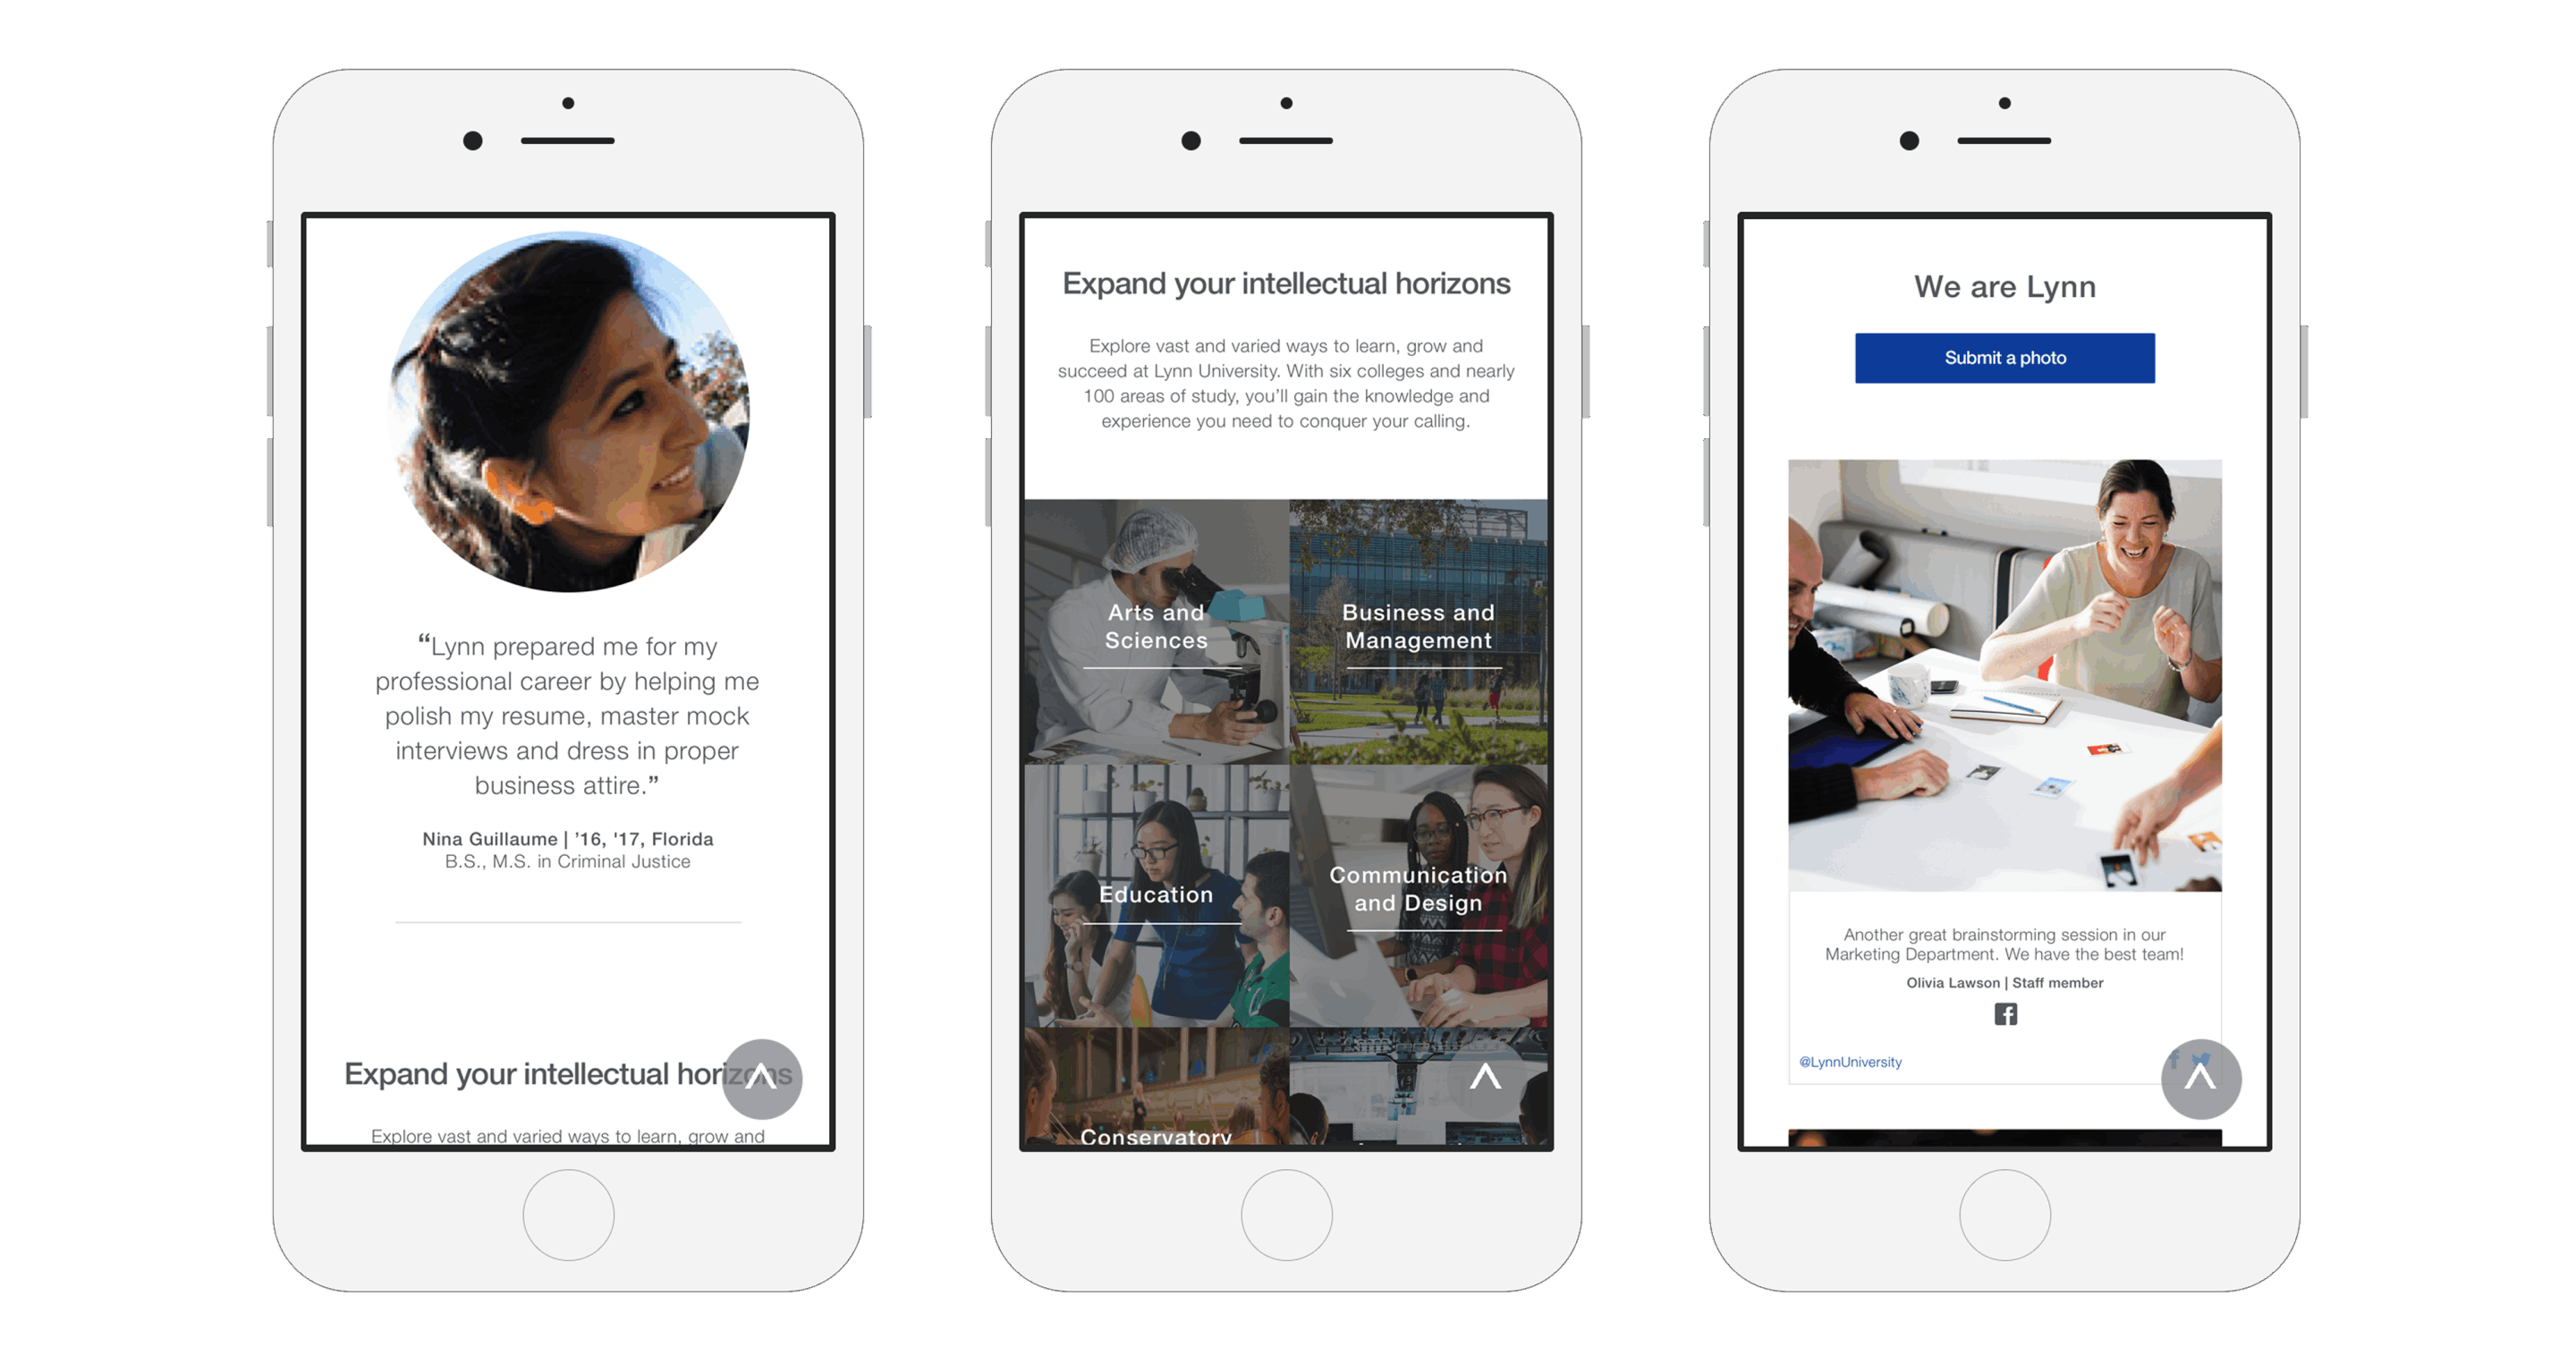 “Lynn prepared me for my
professional career by helping me
polish my resume, master mock
interviews and dress in proper
business attire.”
Nina Guillaume | ’16, '17, Florida
B.S., M.S. in Criminal Justice
Expand your intellectual horizons
Explore vast and varied ways to learn, grow and
Expand your intellectual horizons
Explore vast and varied ways to learn, grow and
succeed at Lynn University. With six colleges and nearly
100 areas of study, you’ll gain the knowledge and
experience you need to conquer your calling.
Arts and
Sciences
Business and
Management
Education
Communication
and Design
Conservatory
We are Lynn
Submit a photo
Another great brainstorming session in our
Marketing Department. We have the best team!
Olivia Lawson | Staff member
@LynnUniversity